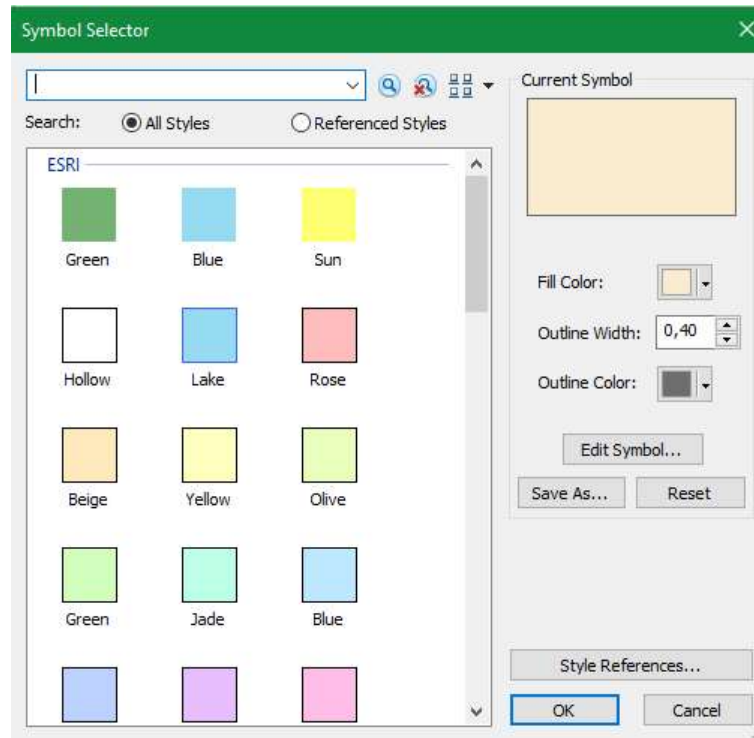 Symbol Selector
Search: All Styles Referenced Styles
ESRI
Green Blue Sun
Hollow Lake Rose
Beige Yellow Olive
Green Jade Blue
Current Symbol
Fill Color:
Outline Width: 0,40
Outline Color:
Edit Symbol...
Save As... Reset
Style References...
OK Cancel